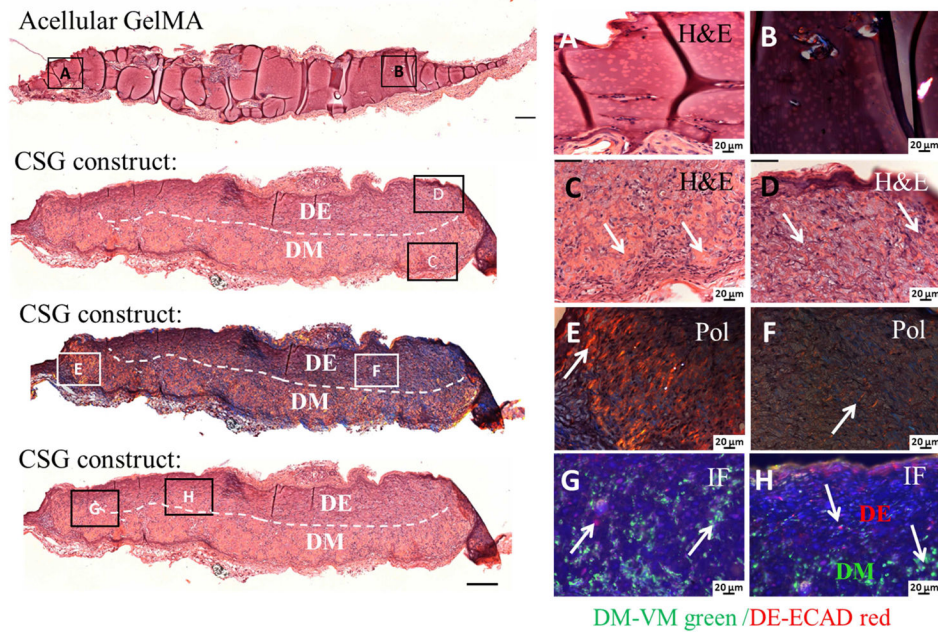 Acellular GelMA
A
B
CSG construct:
D
DE
DM
C
CSG construct:
E
DE
F
DM
CSG construct:
G
H
DE
DM
A
H&E
20 µm
B
20 µm
C
H&E
20 µm
D
H&E
20 µm
E
Pol
20 µm
F
Pol
20 µm
G
IF
20 µm
H
IF
DE
DM
20 µm
DM-VM green /DE-ECAD red